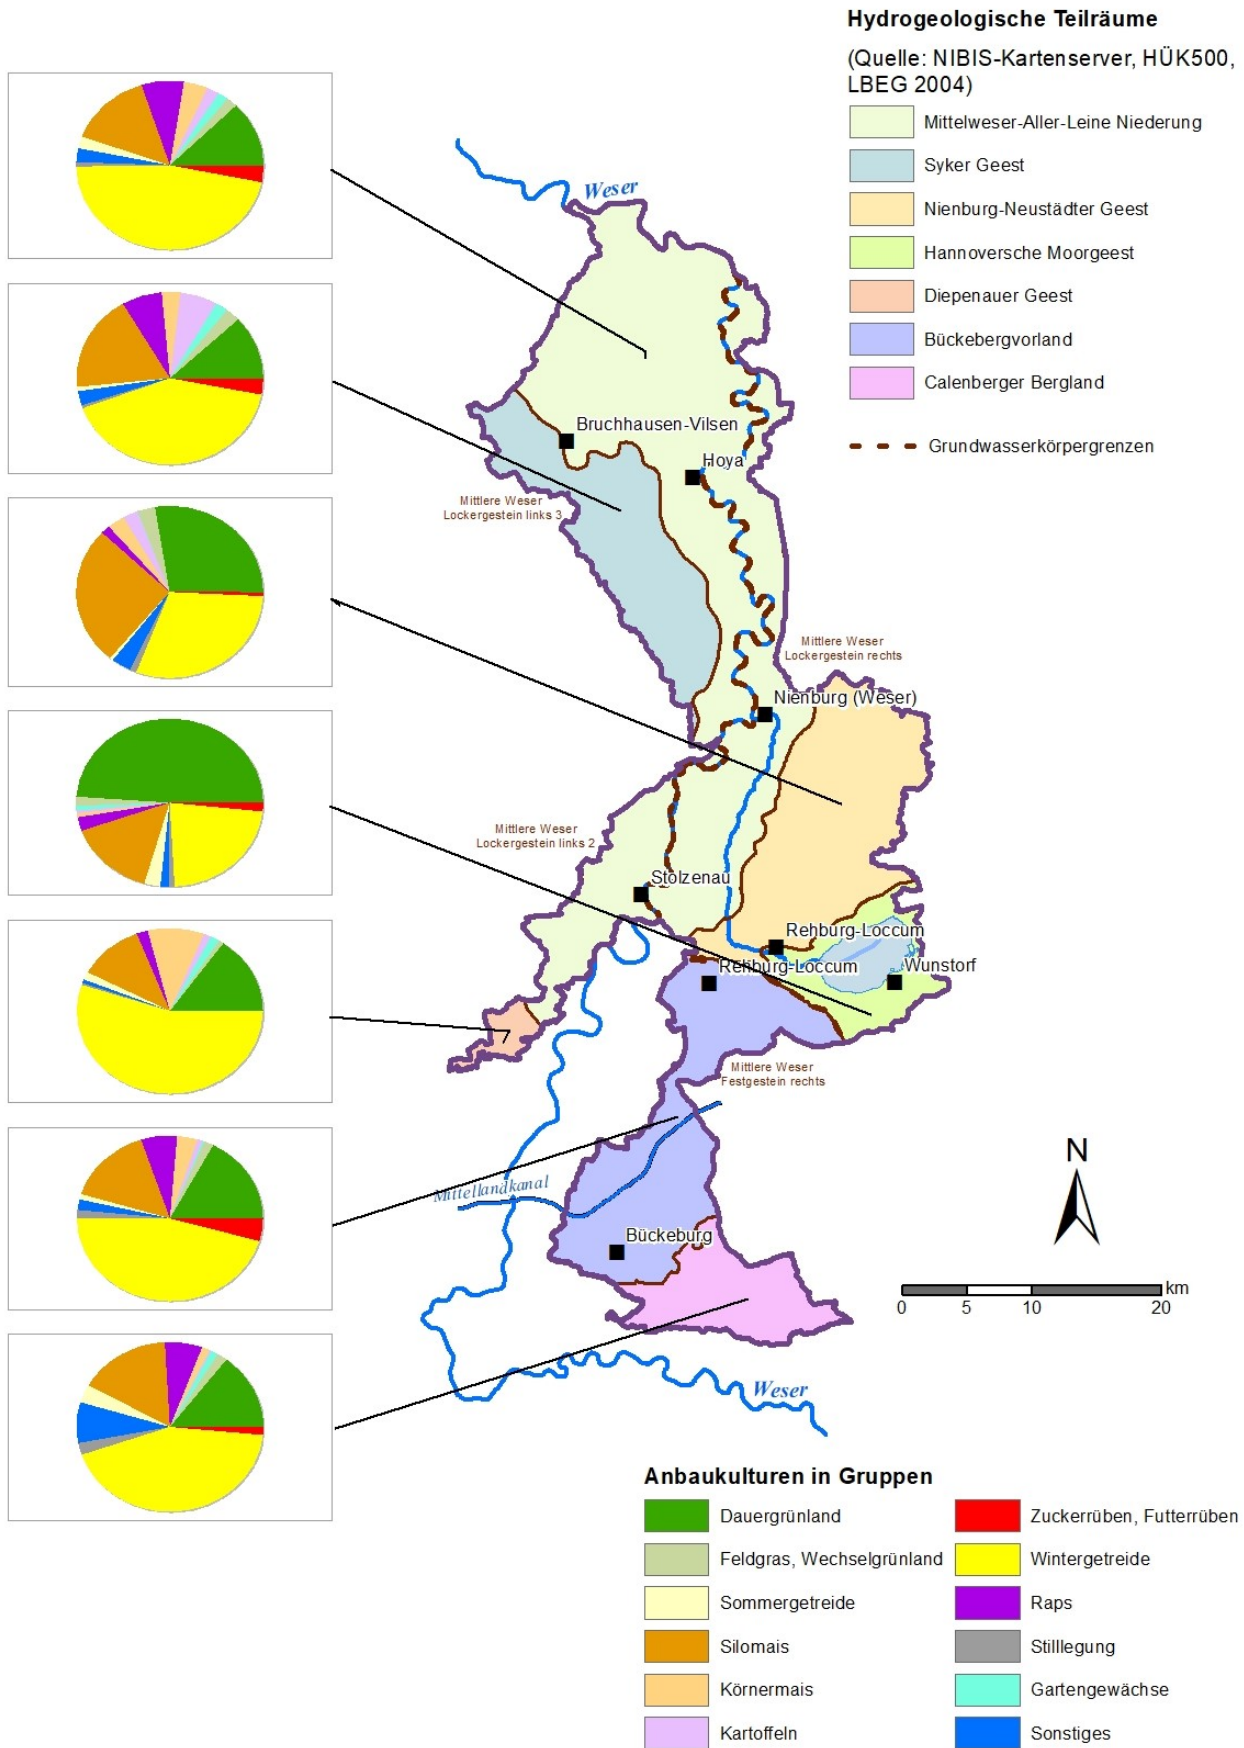 Hydrogeologische Teilräume
(Quelle: NIBIS-Kartenserver, HÜK500,
LBEG 2004)
Mittelweser-Aller-Leine Niederung
Syker Geest
Nienburg-Neustädter Geest
Hannoversche Moorgeest
Diepenauer Geest
Bückebergvorland
Calenberger Bergland
Grundwasserkörpergrenzen
Weser
Bruchhausen-Vilsen
Hoya
Mittlere Weser
Lockergestein links 3
Mittlere Weser
Lockergestein rechts
Nienburg (Weser)
Mittlere Weser
Lockergestein links 2
Stolzenau
Rehburg-Loccum
Rehburg-Loccum
Wunstorf
Mittlere Weser
Festgestein rechts
Mittellandkanal
Bückeburg
N
km
0 5 10 20
Weser
Anbaukulturen in Gruppen
Dauergrünland
Feldgras, Wechselgrünland
Sommergetreide
Silomais
Körnermais
Kartoffeln
Zuckerrüben, Futterrüben
Wintergetreide
Raps
Stilllegung
Gartengewächse
Sonstiges